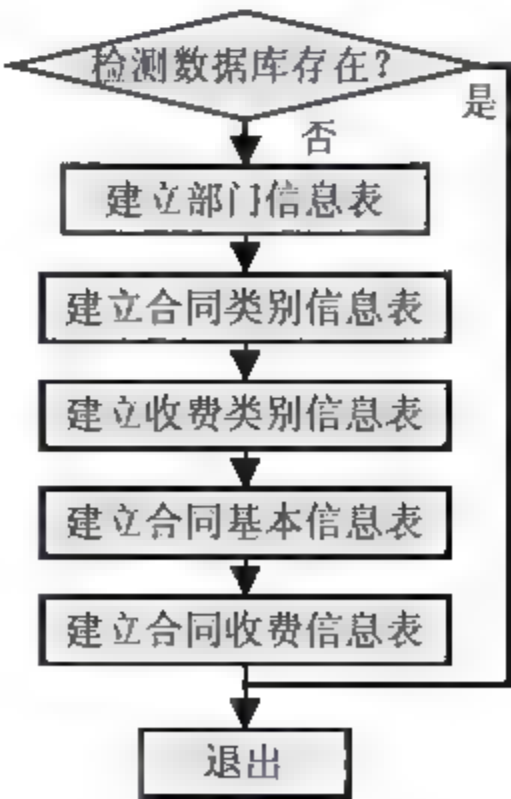 检测数据库存在?
是
否
建立部门信息表
建立合同类别信息表
建立收费类别信息表
建立合同基本信息表
建立合同收费信息表
退出